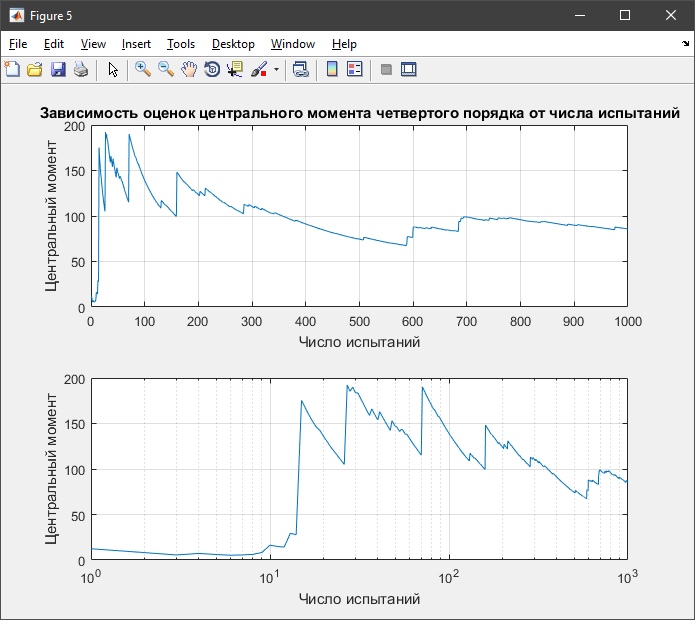 Figure 5
File Edit View Insert Tools Desktop Window Help
Зависимость оценок центрального момента четвертого порядка от числа испытаний
Центральный момент
200
150
100
50
0
0 100 200 300 400 500 600 700 800 900 1000
Число испытаний
Центральный момент
200
150
100
50
0
10^0 10^1 10^2 10^3
Число испытаний